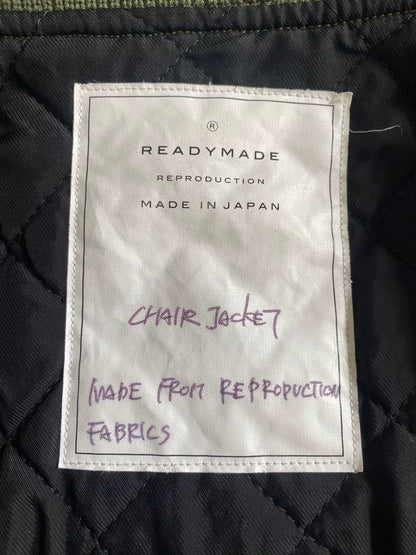 ®
READYMADE
REPRODUCTION
MADE IN JAPAN
CHAIR JACKET
MADE FROM REPRODUCTION
FABRICS